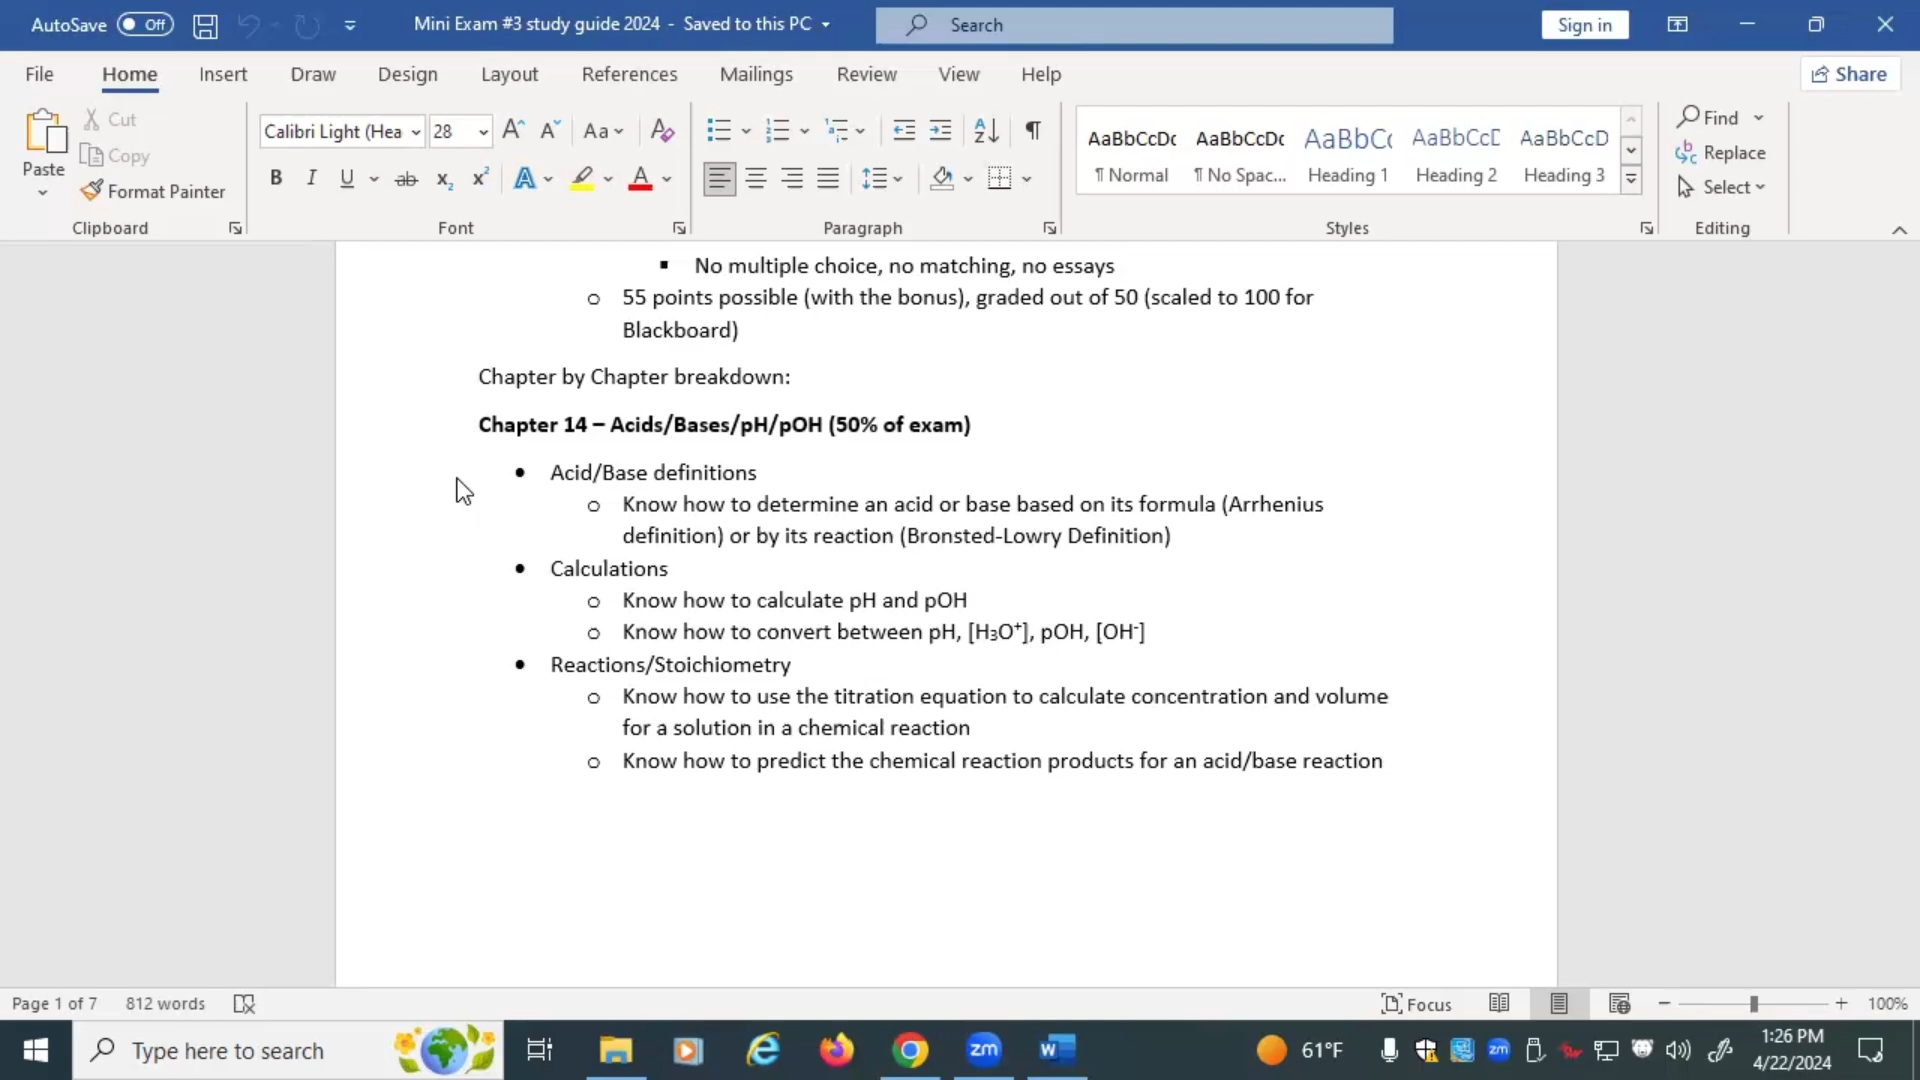 AutoSave Off Mini Exam #3 study guide 2024 - Saved to this PC Search Sign in
File Home Insert Draw Design Layout References Mailings Review View Help Share
Paste Cut Copy Format Painter
Clipboard
Calibri Light (Hea 28
Font
Paragraph
AaBbCcDc AaBbCcDc AaBbCc AaBbCcD AaBbCcD
¶ Normal ¶ No Spac... Heading 1 Heading 2 Heading 3
Styles
Find
Replace
Select
Editing
▪ No multiple choice, no matching, no essays
o 55 points possible (with the bonus), graded out of 50 (scaled to 100 for
Blackboard)
Chapter by Chapter breakdown:
Chapter 14 – Acids/Bases/pH/pOH (50% of exam)
• Acid/Base definitions
o Know how to determine an acid or base based on its formula (Arrhenius
definition) or by its reaction (Bronsted-Lowry Definition)
• Calculations
o Know how to calculate pH and pOH
o Know how to convert between pH, [H₃O⁺], pOH, [OH⁻]
• Reactions/Stoichiometry
o Know how to use the titration equation to calculate concentration and volume
for a solution in a chemical reaction
o Know how to predict the chemical reaction products for an acid/base reaction
Page 1 of 7 812 words Focus 100%
Type here to search zm 61°F zm 1:26 PM
4/22/2024